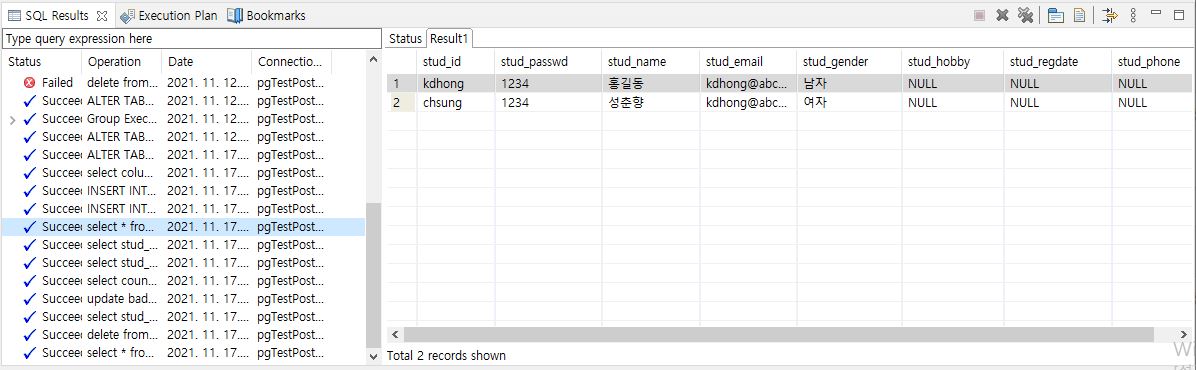 SQL Results Execution Plan Bookmarks
Type query expression here
Status Operation Date Connectio...
Failed delete from... 2021. 11. 12.... pgTestPost...
Succee ALTER TAB... 2021. 11. 12.... pgTestPost...
Succee Group Exec... 2021. 11. 12.... pgTestPost...
Succee ALTER TAB... 2021. 11. 12.... pgTestPost...
Succee ALTER TAB... 2021. 11. 17.... pgTestPost...
Succee select colu... 2021. 11. 17.... pgTestPost...
Succee INSERT INT... 2021. 11. 17.... pgTestPost...
Succee INSERT INT... 2021. 11. 17.... pgTestPost...
Succee select * fro... 2021. 11. 17.... pgTestPost...
Succee select stud_... 2021. 11. 17.... pgTestPost...
Succee select stud_... 2021. 11. 17.... pgTestPost...
Succee select coun... 2021. 11. 17.... pgTestPost...
Succee update bad... 2021. 11. 17.... pgTestPost...
Succee select stud_... 2021. 11. 17.... pgTestPost...
Succee delete from... 2021. 11. 17.... pgTestPost...
Succee select * fro... 2021. 11. 17.... pgTestPost...
Status Result1
stud_id stud_passwd stud_name stud_email stud_gender stud_hobby stud_regdate stud_phone
1 kdhong 1234 홍길동 kdhong@abc... 남자 NULL NULL NULL
2 chsung 1234 성춘향 kdhong@abc... 여자 NULL NULL NULL
Total 2 records shown